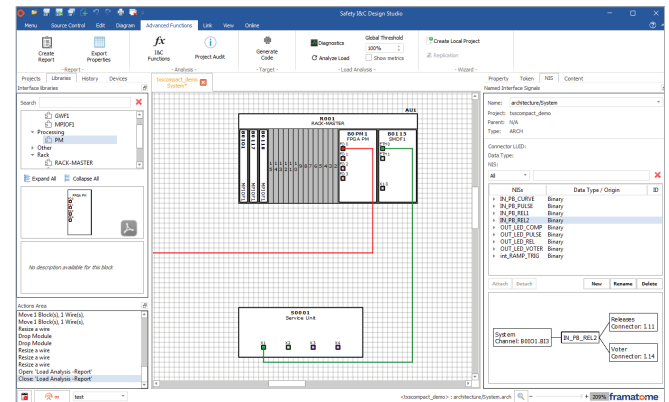 Safety I&C Design Studio
Menu Source Control Edit Diagram Advanced Functions Link View Online
Create Report
Export Properties
- Report -
I&C Functions
Project Audit
- Analysis -
Generate Code
- Target -
Diagnostics
Analyze Load
Global Threshold
100%
Show metrics
- Load Analysis -
Create Local Project
Replication
- Wizard -
Projects Libraries History Devices
Interface libraries
Search
GWF1
MPIOF1
Processing
PM
Other
Rack
RACK-MASTER
Expand All Collapse All
No description available for this block
Actions Area
Move 1 Block(s), 1 Wire(s),
Move 1 Block(s), 1 Wire(s),
Resize a wire
Drop Module
Drop Module
Resize a wire
Resize a wire
Resize a wire
Open: 'Load Analysis -Report'
Close 'Load Analysis -Report'
test
txscompact_demo
System*
AU1
R001
RACK-MASTER
B0PM1
FPGA PM
B0115
SMOF1
S0001
Service Unit
Property Token NIS Content
Named Interface Signals
Name: architecture/System
Project: txscompact_demo
Parent: N/A
Type: ARCH
Connector LUID:
Data Type:
NIS:
All
NISs Data Type / Origin ID
IN_PB_CURVE Binary
IN_PB_PULSE Binary
IN_PB_REL1 Binary
IN_PB_REL2 Binary
OUT_LED_COMP Binary
OUT_LED_PULSE Binary
OUT_LED_REL Binary
OUT_LED_VOTER Binary
int_RAMP_TRIG Binary
Attach Detach New Rename Delete
System
Channel: B0IO1.BI3
IN_PB_REL2
Releases
Connector: 1.11
Voter
Connector: 1.14
<txscompact_demo> : architecture/System.arch
209%
framatome